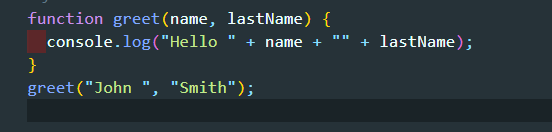 function greet(name, lastName) {
  console.log("Hello " + name + "" + lastName);
}
greet("John ", "Smith");